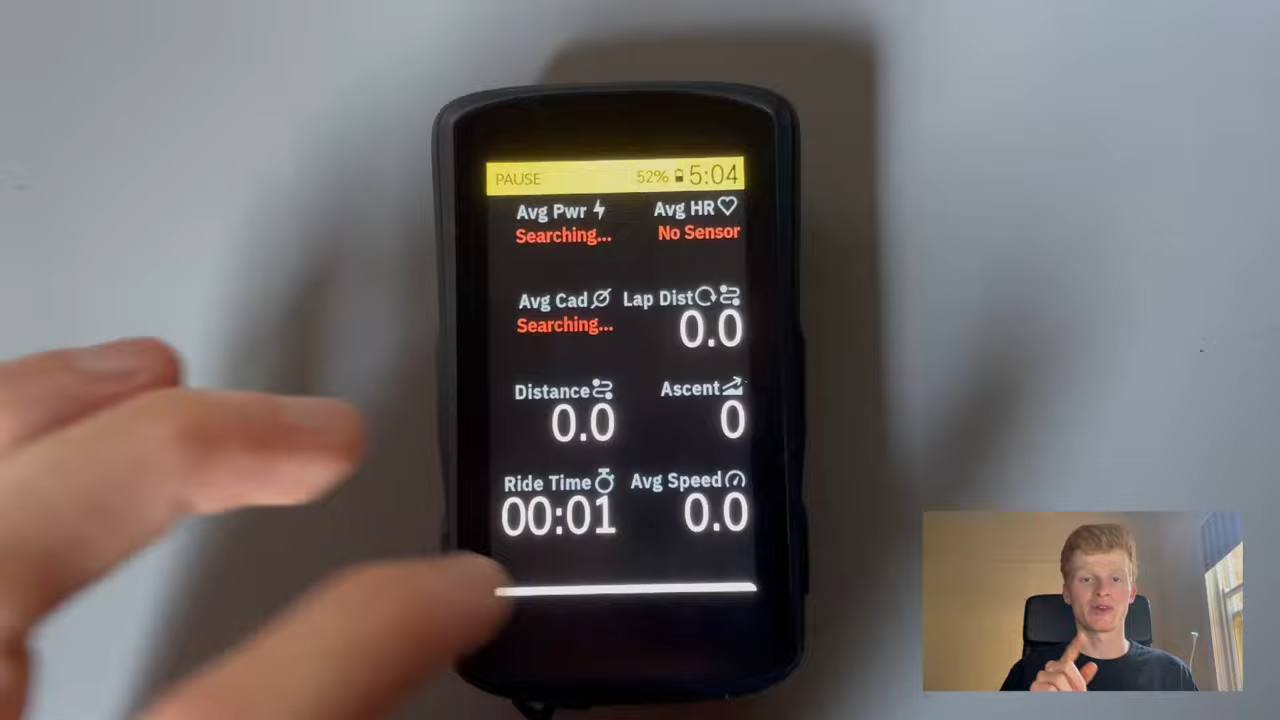 PAUSE 52% 5:04
Avg Pwr Avg HR
Searching... No Sensor
Avg Cad Lap Dist
Searching... 0.0
Distance Ascent
0.0 0
Ride Time Avg Speed
00:01 0.0